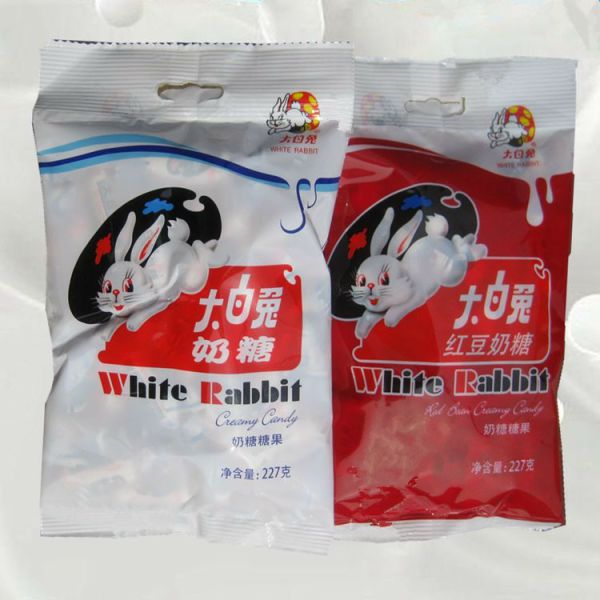 大白兔
WHITE RABBIT
大白兔
奶糖
White Rabbit
Creamy Candy
奶糖糖果
净含量:227克
大白兔
WHITE RABBIT
大白兔
红豆奶糖
White Rabbit
Red Bean Creamy Candy
奶糖糖果
净含量:227克